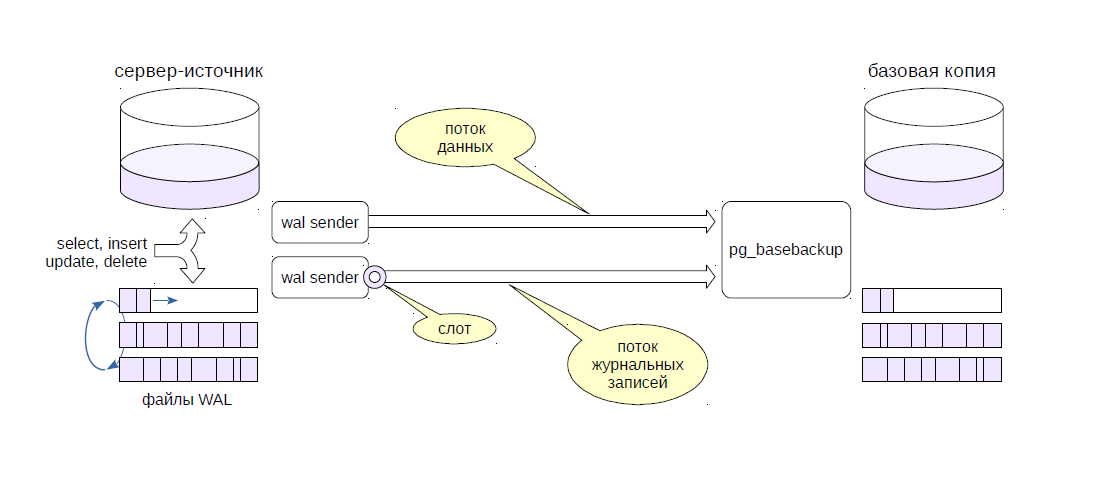 сервер-источник
базовая копия
поток
данных
wal sender
select, insert
update, delete
pg_basebackup
wal sender
слот
поток
журнальных
записей
файлы WAL